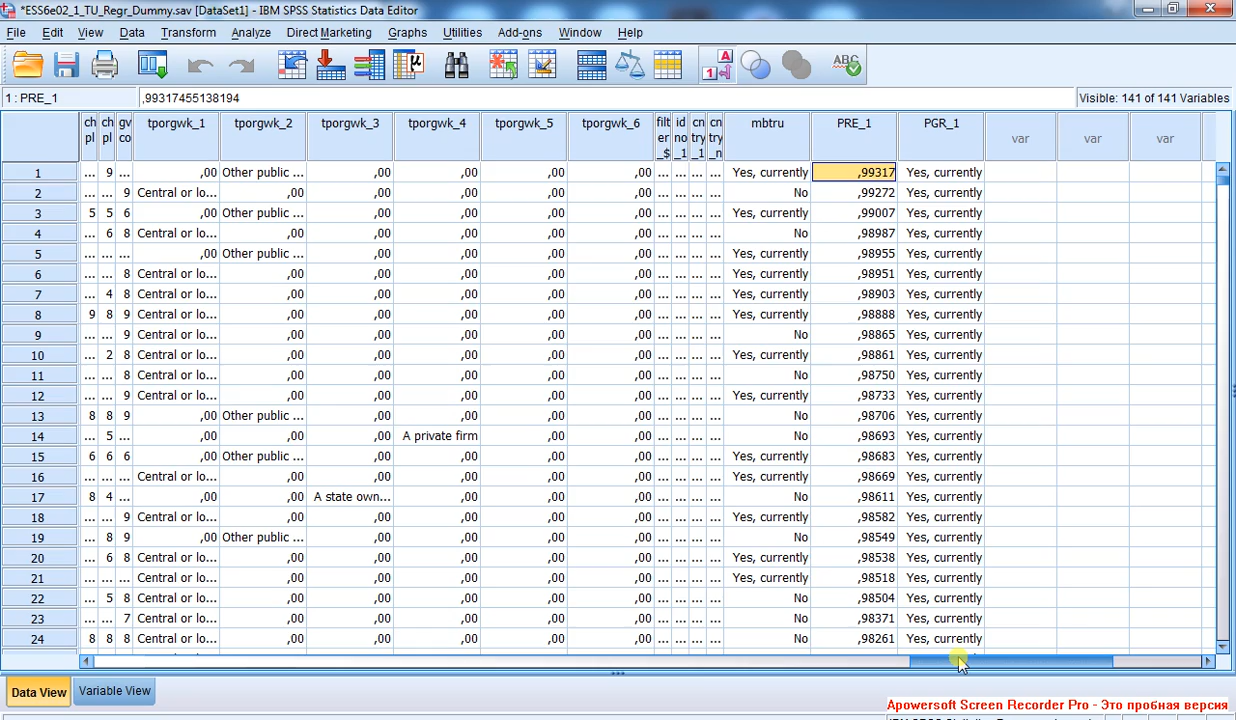 *ESS6e02_1_TU_Regr_Dummy.sav [DataSet1] - IBM SPSS Statistics Data Editor
File Edit View Data Transform Analyze Direct Marketing Graphs Utilities Add-ons Window Help
1 : PRE_1 ,99317455138194 Visible: 141 of 141 Variables
chpl chpl gvco tporgwk_1 tporgwk_2 tporgwk_3 tporgwk_4 tporgwk_5 tporgwk_6 filter_$ idno_1 cntry_1 cntry_n mbtru PRE_1 PGR_1 var var var
1 ... 9 ... ,00 Other public ... ,00 ,00 ,00 ,00 ... ... ... ... Yes, currently ,99317 Yes, currently
2 ... ... 9 Central or lo... ,00 ,00 ,00 ,00 ,00 ... ... ... ... No ,99272 Yes, currently
3 5 5 6 ,00 Other public ... ,00 ,00 ,00 ,00 ... ... ... ... Yes, currently ,99007 Yes, currently
4 ... 6 8 Central or lo... ,00 ,00 ,00 ,00 ,00 ... ... ... ... No ,98987 Yes, currently
5 ... ... ... ,00 Other public ... ,00 ,00 ,00 ,00 ... ... ... ... Yes, currently ,98955 Yes, currently
6 ... ... 8 Central or lo... ,00 ,00 ,00 ,00 ,00 ... ... ... ... Yes, currently ,98951 Yes, currently
7 ... 4 8 Central or lo... ,00 ,00 ,00 ,00 ,00 ... ... ... ... Yes, currently ,98903 Yes, currently
8 9 8 9 Central or lo... ,00 ,00 ,00 ,00 ,00 ... ... ... ... Yes, currently ,98888 Yes, currently
9 ... ... 9 Central or lo... ,00 ,00 ,00 ,00 ,00 ... ... ... ... No ,98865 Yes, currently
10 ... 2 8 Central or lo... ,00 ,00 ,00 ,00 ,00 ... ... ... ... Yes, currently ,98861 Yes, currently
11 ... ... 8 Central or lo... ,00 ,00 ,00 ,00 ,00 ... ... ... ... No ,98750 Yes, currently
12 ... ... 9 Central or lo... ,00 ,00 ,00 ,00 ,00 ... ... ... ... Yes, currently ,98733 Yes, currently
13 8 8 9 ,00 Other public ... ,00 ,00 ,00 ,00 ... ... ... ... No ,98706 Yes, currently
14 ... 5 ... ,00 ,00 ,00 A private firm ,00 ,00 ... ... ... ... No ,98693 Yes, currently
15 6 6 6 ,00 Other public ... ,00 ,00 ,00 ,00 ... ... ... ... Yes, currently ,98683 Yes, currently
16 ... ... ... Central or lo... ,00 ,00 ,00 ,00 ,00 ... ... ... ... Yes, currently ,98669 Yes, currently
17 8 4 ... ,00 ,00 A state own... ,00 ,00 ,00 ... ... ... ... No ,98611 Yes, currently
18 ... ... 9 Central or lo... ,00 ,00 ,00 ,00 ,00 ... ... ... ... Yes, currently ,98582 Yes, currently
19 ... 8 9 ,00 Other public ... ,00 ,00 ,00 ,00 ... ... ... ... No ,98549 Yes, currently
20 ... 6 8 Central or lo... ,00 ,00 ,00 ,00 ,00 ... ... ... ... Yes, currently ,98538 Yes, currently
21 ... ... ... Central or lo... ,00 ,00 ,00 ,00 ,00 ... ... ... ... Yes, currently ,98518 Yes, currently
22 ... 5 8 Central or lo... ,00 ,00 ,00 ,00 ,00 ... ... ... ... No ,98504 Yes, currently
23 ... ... 7 Central or lo... ,00 ,00 ,00 ,00 ,00 ... ... ... ... No ,98371 Yes, currently
24 8 8 8 Central or lo... ,00 ,00 ,00 ,00 ,00 ... ... ... ... No ,98261 Yes, currently
Data View Variable View
Apowersoft Screen Recorder Pro - Это пробная версия